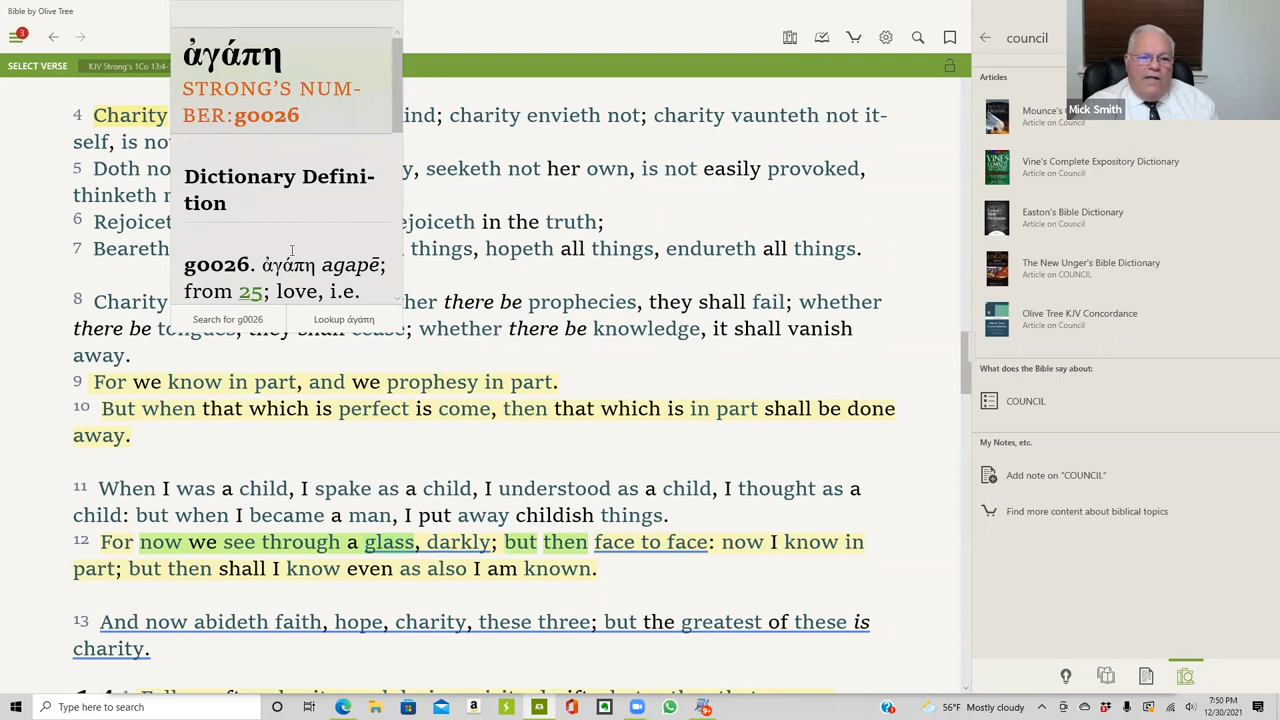 Bible by Olive Tree
3
SELECT VERSE
KJV Strong's 1Co 13:4-
ἀγάπη
STRONG'S NUM-
BER:g0026
Dictionary Defini-
tion
g0026. ἀγάπη agapē;
from 25; love, i.e.
Search for g0026
Lookup ἀγάπη
4 Charity ind; charity envieth not; charity vaunteth not it-
self, is no
5 Doth no y, seeketh not her own, is not easily provoked,
thinketh n
6 Rejoicet ejoiceth in the truth;
7 Beareth things, hopeth all things, endureth all things.
8 Charity her there be prophecies, they shall fail; whether
there be tongues, they shall cease; whether there be knowledge, it shall vanish
away.
9 For we know in part, and we prophesy in part.
10 But when that which is perfect is come, then that which is in part shall be done
away.
11 When I was a child, I spake as a child, I understood as a child, I thought as a
child: but when I became a man, I put away childish things.
12 For now we see through a glass, darkly; but then face to face: now I know in
part; but then shall I know even as also I am known.
13 And now abideth faith, hope, charity, these three; but the greatest of these is
charity.
council
Mick Smith
Articles
Mounce's
Article on Council
Vine's Complete Expository Dictionary
Article on Council
Easton's Bible Dictionary
Article on Council
The New Unger's Bible Dictionary
Article on COUNCIL
Olive Tree KJV Concordance
Article on Council
What does the Bible say about:
COUNCIL
My Notes, etc.
Add note on "COUNCIL"
Find more content about biblical topics
Type here to search
56°F Mostly cloudy
7:50 PM
12/30/2021